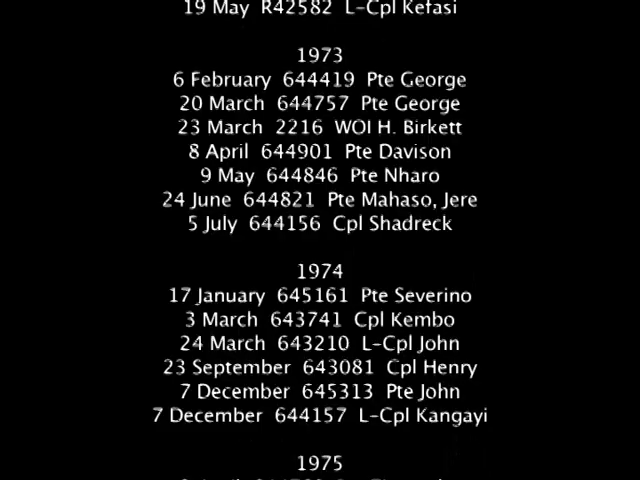 19 May R42582 L-Cpl Kefasi
1973
6 February 644419 Pte George
20 March 644757 Pte George
23 March 2216 WOI H. Birkett
8 April 644901 Pte Davison
9 May 644846 Pte Nharo
24 June 644821 Pte Mahaso, Jere
5 July 644156 Cpl Shadreck
1974
17 January 645161 Pte Severino
3 March 643741 Cpl Kembo
24 March 643210 L-Cpl John
23 September 643081 Cpl Henry
7 December 645313 Pte John
7 December 644157 L-Cpl Kangayi
1975